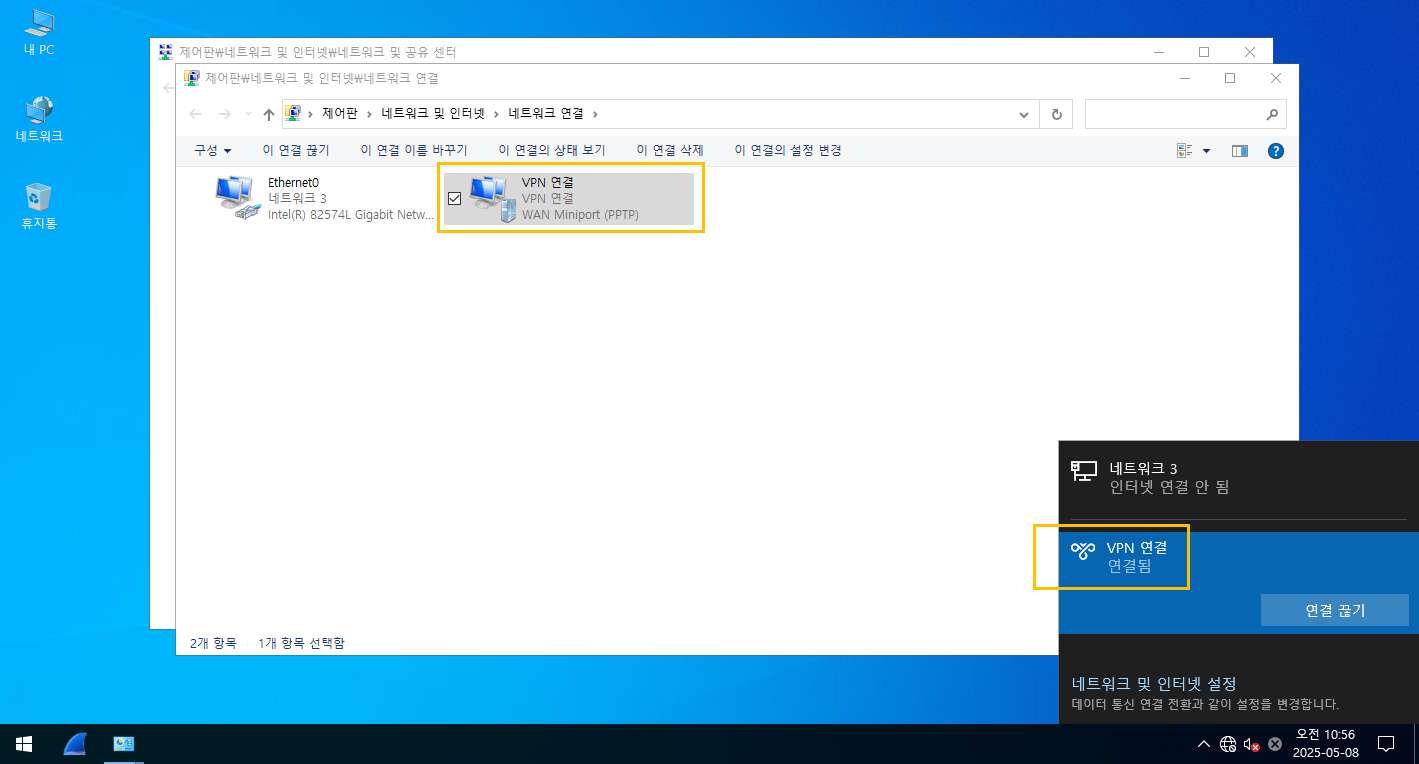 내 PC
네트워크
휴지통
제어판₩네트워크 및 인터넷₩네트워크 및 공유 센터
제어판₩네트워크 및 인터넷₩네트워크 연결
제어판 > 네트워크 및 인터넷 > 네트워크 연결 >
구성 이 연결 끊기 이 연결 이름 바꾸기 이 연결의 상태 보기 이 연결 삭제 이 연결의 설정 변경
Ethernet0
네트워크 3
Intel(R) 82574L Gigabit Netw...
VPN 연결
VPN 연결
WAN Miniport (PPTP)
2개 항목 1개 항목 선택함
네트워크 3
인터넷 연결 안 됨
VPN 연결
연결됨
연결 끊기
네트워크 및 인터넷 설정
데이터 통신 연결 전환과 같이 설정을 변경합니다.
오전 10:56
2025-05-08